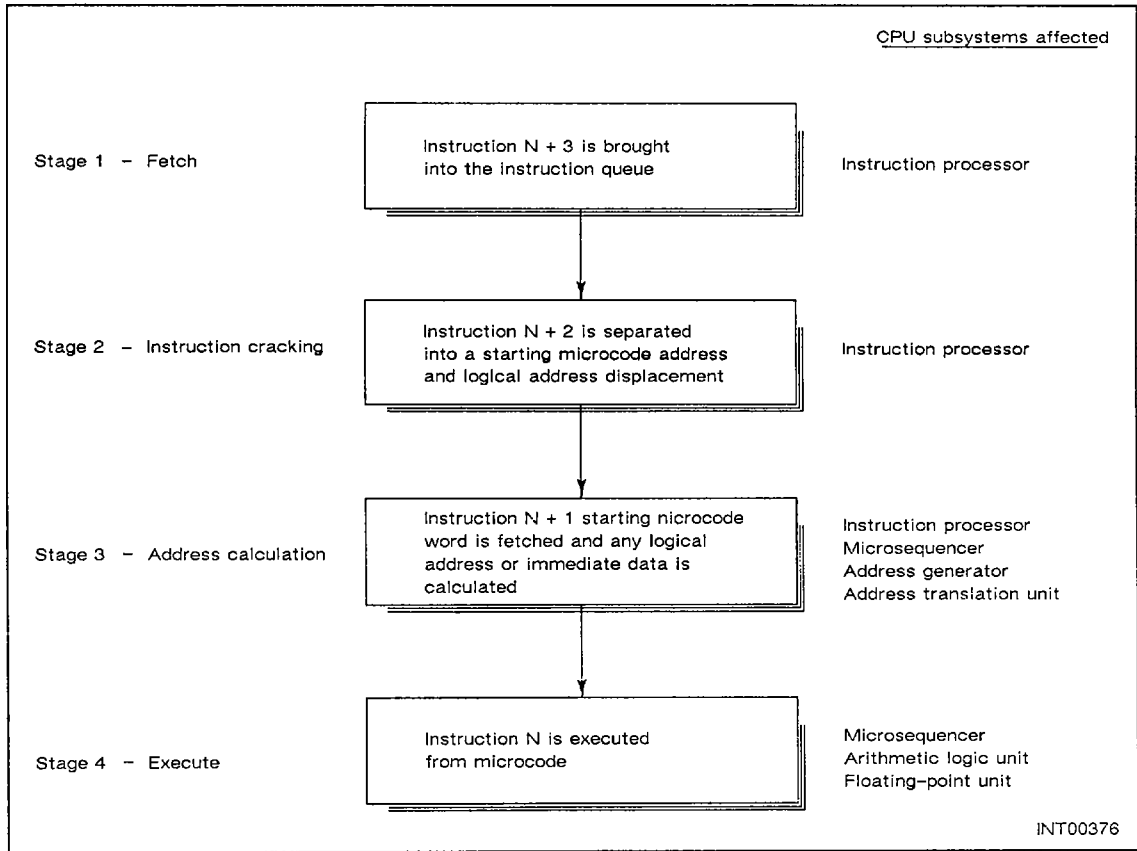 CPU subsystems affected
Stage 1 – Fetch
Instruction N + 3 is brought
into the instruction queue
Instruction processor
Stage 2 – Instruction cracking
Instruction N + 2 is separated
into a starting microcode address
and logical address displacement
Instruction processor
Stage 3 – Address calculation
Instruction N + 1 starting nicrocode
word is fetched and any logical
address or immediate data is
calculated
Instruction processor
Microsequencer
Address generator
Address translation unit
Stage 4 – Execute
Instruction N is executed
from microcode
Microsequencer
Arithmetic logic unit
Floating–point unit
INT00376